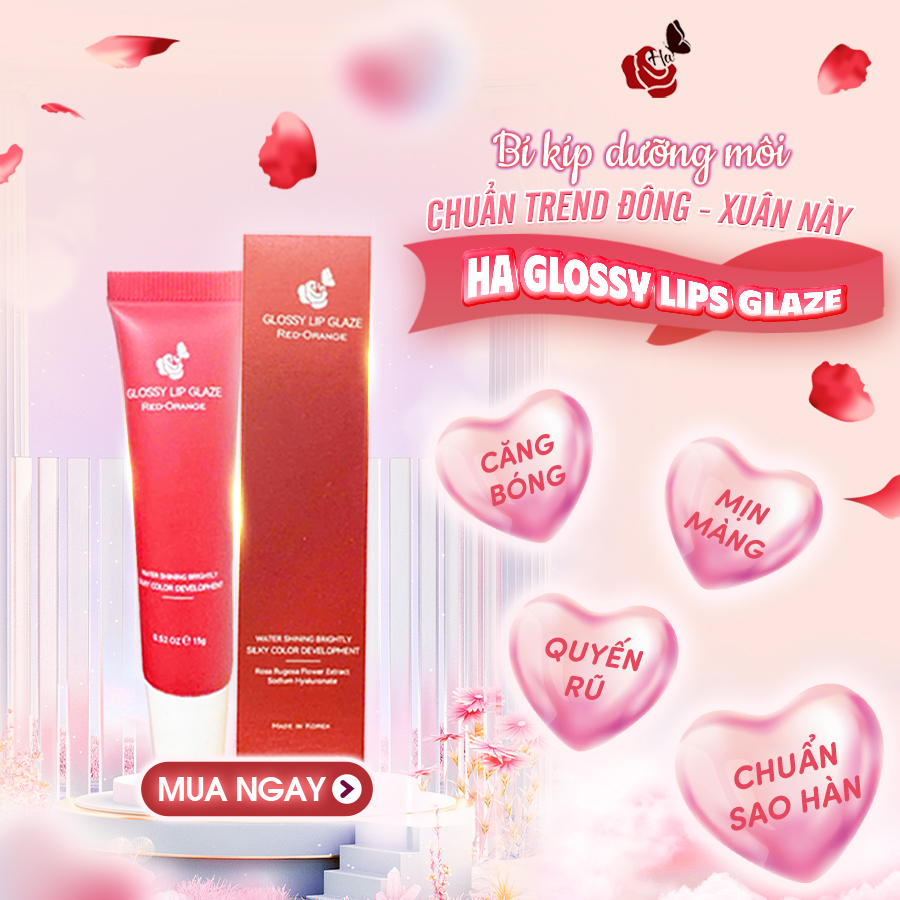 Ha
Bí kíp dưỡng môi
CHUẨN TREND ĐÔNG - XUÂN NÀY
HA GLOSSY LIPS GLAZE
GLOSSY LIP GLAZE
RED-ORANGE
WATER SHINING BRIGHTLY
SILKY COLOR DEVELOPMENT
0.52 OZ ℮ 15g
GLOSSY LIP GLAZE
RED-ORANGE
WATER SHINING BRIGHTLY
SILKY COLOR DEVELOPMENT
Rosa Rugosa Flower Extract
Sodium Hyaluronate
MADE IN KOREA
CĂNG
BÓNG
MỊN
MÀNG
QUYẾN
RŨ
CHUẨN
SAO HÀN
MUA NGAY